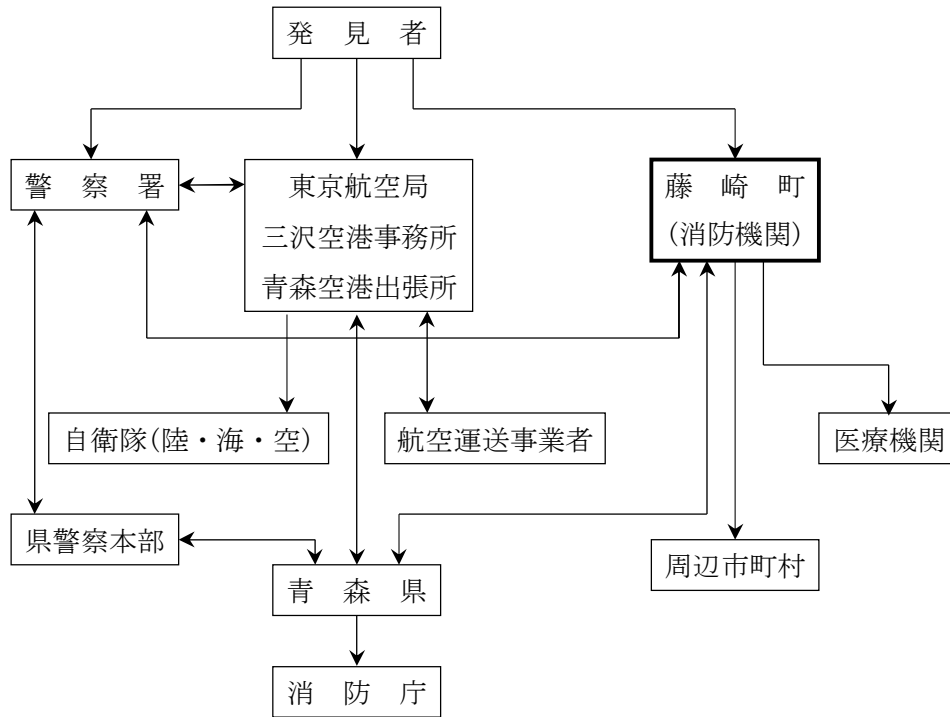 発見者
警察署
東京航空局
三沢空港事務所
青森空港出張所
藤崎町
(消防機関)
自衛隊(陸・海・空)
航空運送事業者
医療機関
県警察本部
周辺市町村
青森県
消防庁